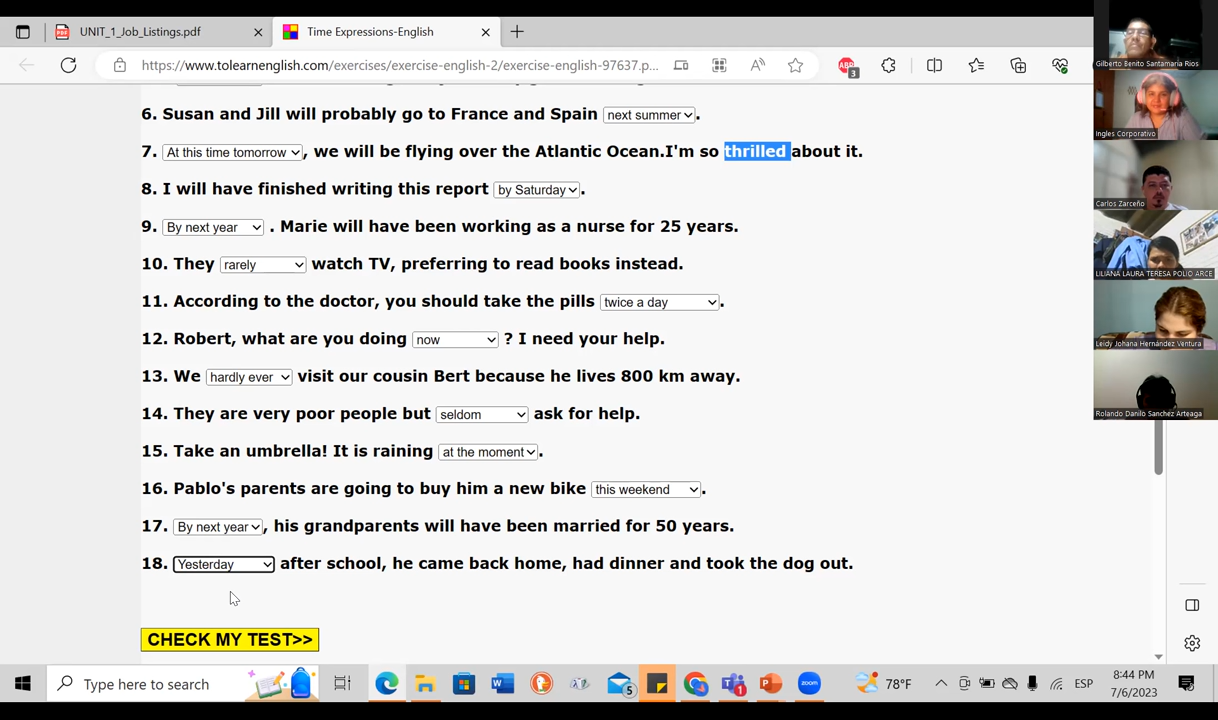 UNIT_1_Job_Listings.pdf
Time Expressions-English
https://www.tolearnenglish.com/exercises/exercise-english-2/exercise-english-97637.p...
ABP
3
6. Susan and Jill will probably go to France and Spain next summer.
7. At this time tomorrow, we will be flying over the Atlantic Ocean.I'm so thrilled about it.
8. I will have finished writing this report by Saturday.
9. By next year . Marie will have been working as a nurse for 25 years.
10. They rarely watch TV, preferring to read books instead.
11. According to the doctor, you should take the pills twice a day.
12. Robert, what are you doing now ? I need your help.
13. We hardly ever visit our cousin Bert because he lives 800 km away.
14. They are very poor people but seldom ask for help.
15. Take an umbrella! It is raining at the moment.
16. Pablo's parents are going to buy him a new bike this weekend.
17. By next year, his grandparents will have been married for 50 years.
18. Yesterday after school, he came back home, had dinner and took the dog out.
CHECK MY TEST>>
Gilberto Benito Santamaria Rios
Ingles Corporativo
Carlos Zarceño
LILIANA LAURA TERESA POLIO ARCE
Leidy Johana Hernández Ventura
Rolando Danilo Sanchez Arteaga
Type here to search
5
1
zoom
78°F
ESP
8:44 PM
7/6/2023